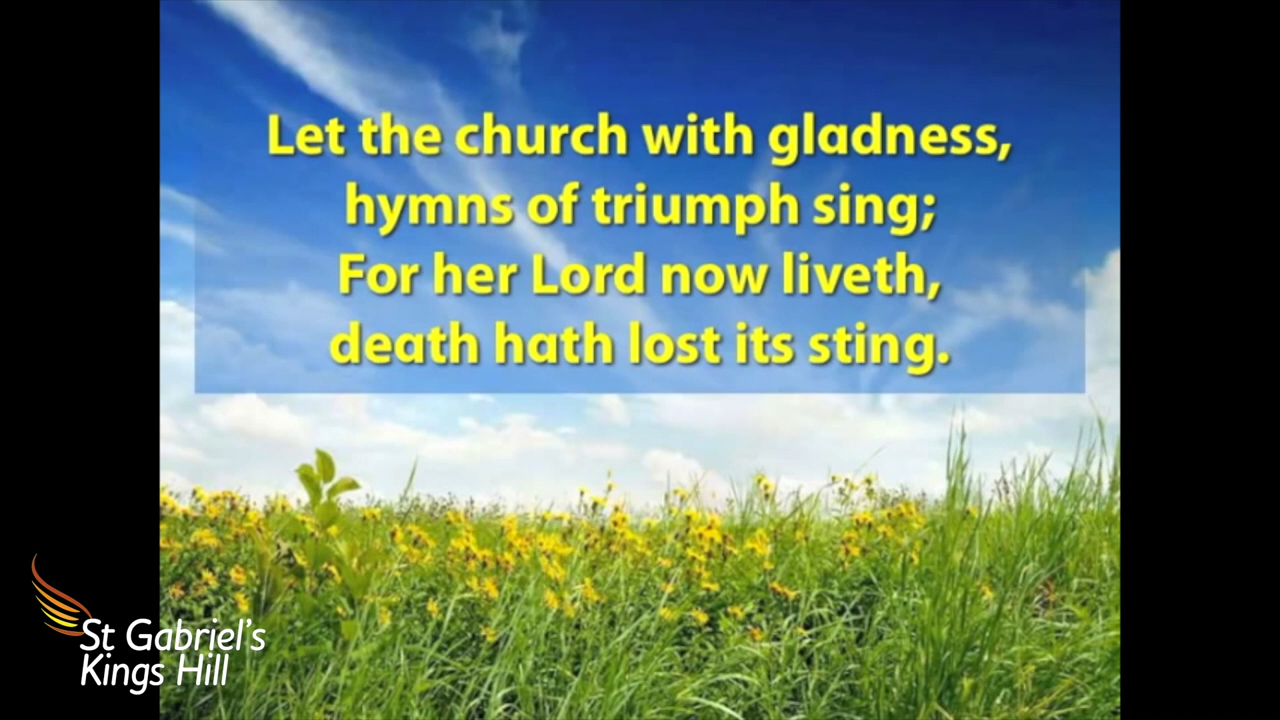 Let the church with gladness,
hymns of triumph sing;
For her Lord now liveth,
death hath lost its sting.
St Gabriel's
Kings Hill